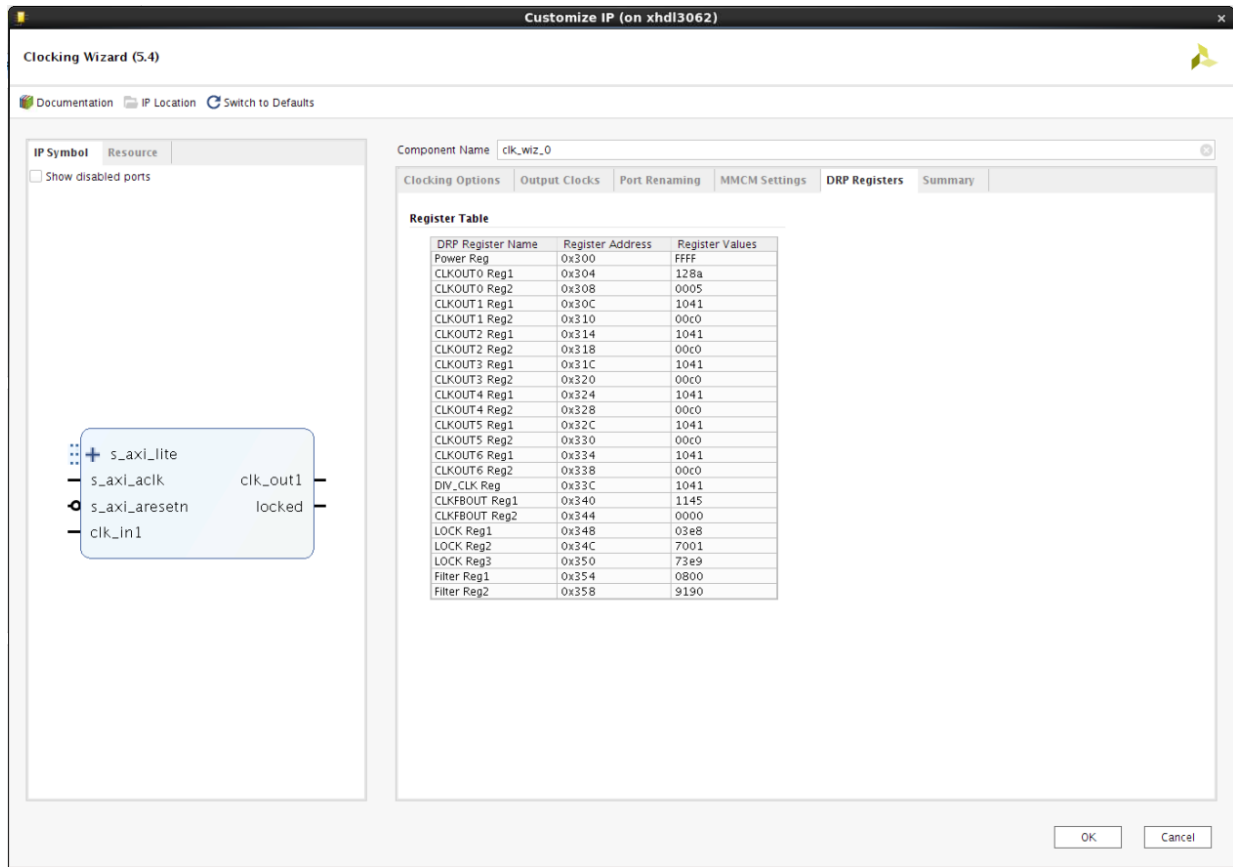 Customize IP (on xhdl3062)
Clocking Wizard (5.4)
Documentation IP Location Switch to Defaults
IP Symbol Resource
Show disabled ports
s_axi_lite
s_axi_aclk clk_out1
s_axi_aresetn locked
clk_in1
Component Name clk_wiz_0
Clocking Options Output Clocks Port Renaming MMCM Settings DRP Registers Summary
Register Table
DRP Register Name Register Address Register Values
Power Reg 0x300 FFFF
CLKOUT0 Reg1 0x304 128a
CLKOUT0 Reg2 0x308 0005
CLKOUT1 Reg1 0x30C 1041
CLKOUT1 Reg2 0x310 00c0
CLKOUT2 Reg1 0x314 1041
CLKOUT2 Reg2 0x318 00c0
CLKOUT3 Reg1 0x31C 1041
CLKOUT3 Reg2 0x320 00c0
CLKOUT4 Reg1 0x324 1041
CLKOUT4 Reg2 0x328 00c0
CLKOUT5 Reg1 0x32C 1041
CLKOUT5 Reg2 0x330 00c0
CLKOUT6 Reg1 0x334 1041
CLKOUT6 Reg2 0x338 00c0
DIV_CLK Reg 0x33C 1041
CLKFBOUT Reg1 0x340 1145
CLKFBOUT Reg2 0x344 0000
LOCK Reg1 0x348 03e8
LOCK Reg2 0x34C 7001
LOCK Reg3 0x350 73e9
Filter Reg1 0x354 0800
Filter Reg2 0x358 9190
OK Cancel